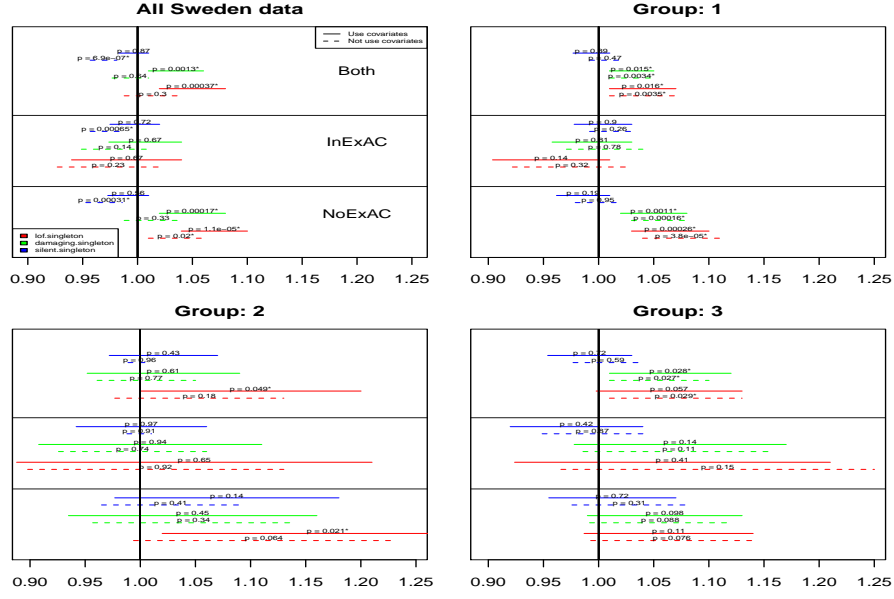 All Sweden data
Use covariates
Not use covariates
p = 0.87
p = 6.9e-07*
Both
p = 0.0013*
p = 0.64
p = 0.00037*
p = 0.3
p = 0.72
p = 0.00065*
InExAC
p = 0.67
p = 0.14
p = 0.67
p = 0.23
p = 0.56
p = 0.00031*
NoExAC
p = 0.00017*
p = 0.33
p = 1.1e-05*
p = 0.02*
lof.singleton
damaging.singleton
silent.singleton
0.90 0.95 1.00 1.05 1.10 1.15 1.20 1.25
Group: 1
p = 0.89
p = 0.47
p = 0.015*
p = 0.0034*
p = 0.016*
p = 0.0035*
p = 0.9
p = 0.26
p = 0.81
p = 0.78
p = 0.14
p = 0.32
p = 0.19
p = 0.95
p = 0.0011*
p = 0.00016*
p = 0.00026*
p = 3.8e-05*
0.90 0.95 1.00 1.05 1.10 1.15 1.20 1.25
Group: 2
p = 0.43
p = 0.96
p = 0.61
p = 0.77
p = 0.049*
p = 0.18
p = 0.97
p = 0.91
p = 0.94
p = 0.74
p = 0.65
p = 0.92
p = 0.14
p = 0.41
p = 0.45
p = 0.34
p = 0.021*
p = 0.064
0.90 0.95 1.00 1.05 1.10 1.15 1.20 1.25
Group: 3
p = 0.72
p = 0.59
p = 0.028*
p = 0.027*
p = 0.057
p = 0.029*
p = 0.42
p = 0.87
p = 0.14
p = 0.11
p = 0.41
p = 0.15
p = 0.72
p = 0.31
p = 0.098
p = 0.088
p = 0.11
p = 0.076
0.90 0.95 1.00 1.05 1.10 1.15 1.20 1.25